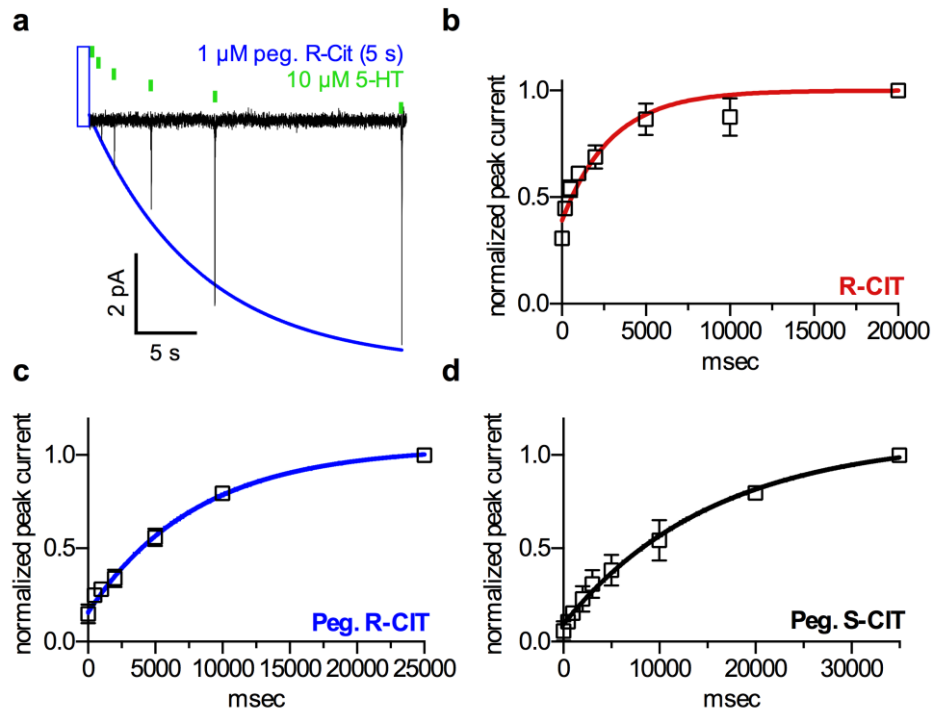 a
1 µM peg. R-Cit (5 s)
10 µM 5-HT
2 pA
5 s
b
normalized peak current
1.0
0.5
0.0
R-CIT
0 5000 10000 15000 20000
msec
c
normalized peak current
1.0
0.5
0.0
Peg. R-CIT
0 5000 10000 15000 20000 25000
msec
d
normalized peak current
1.0
0.5
0.0
Peg. S-CIT
0 10000 20000 30000
msec